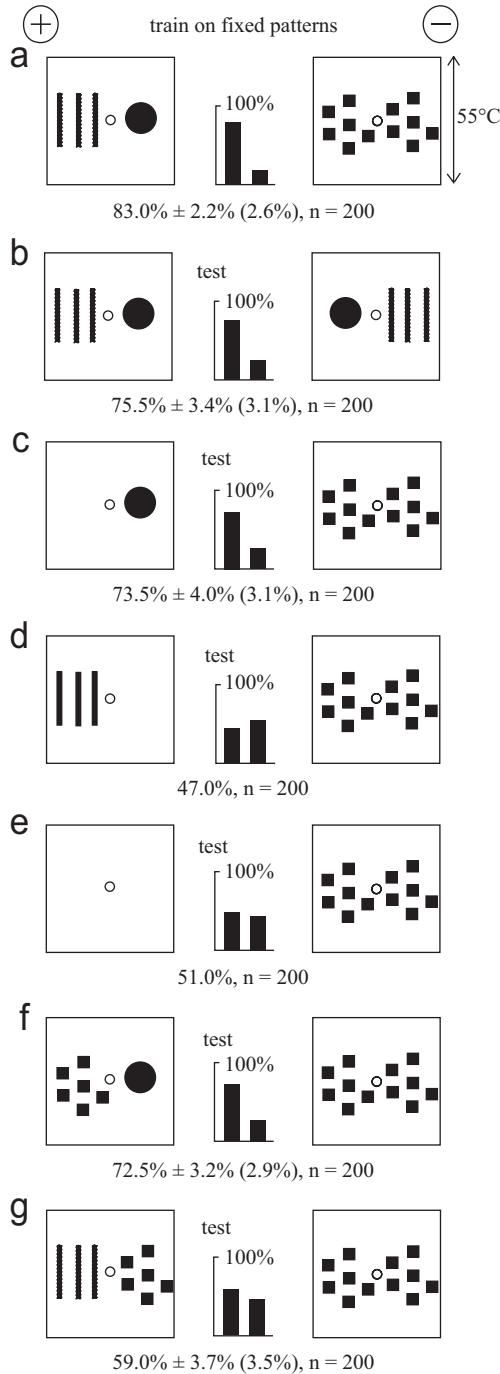 + train on fixed patterns −
a
100%
55°C
83.0% ± 2.2% (2.6%), n = 200
b
test
100%
75.5% ± 3.4% (3.1%), n = 200
c
test
100%
73.5% ± 4.0% (3.1%), n = 200
d
test
100%
47.0%, n = 200
e
test
100%
51.0%, n = 200
f
test
100%
72.5% ± 3.2% (2.9%), n = 200
g
test
100%
59.0% ± 3.7% (3.5%), n = 200